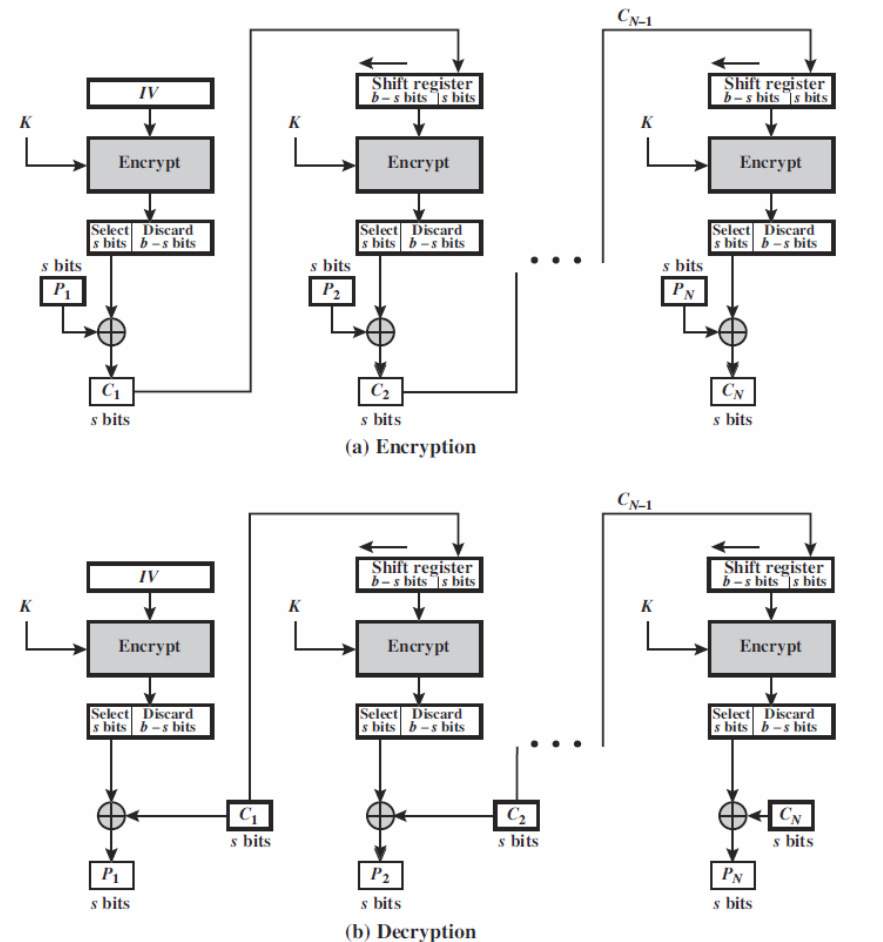 C_{N-1}
IV
Shift register
b – s bits | s bits
Shift register
b – s bits | s bits
K
K
K
Encrypt
Encrypt
Encrypt
Select Discard
s bits b – s bits
Select Discard
s bits b – s bits
Select Discard
s bits b – s bits
s bits
s bits
s bits
P_1
P_2
P_N
C_1
C_2
C_N
s bits
s bits
s bits
(a) Encryption
C_{N-1}
IV
Shift register
b – s bits | s bits
Shift register
b – s bits | s bits
K
K
K
Encrypt
Encrypt
Encrypt
Select Discard
s bits b – s bits
Select Discard
s bits b – s bits
Select Discard
s bits b – s bits
C_1
C_2
C_N
s bits
s bits
s bits
P_1
P_2
P_N
s bits
s bits
s bits
(b) Decryption